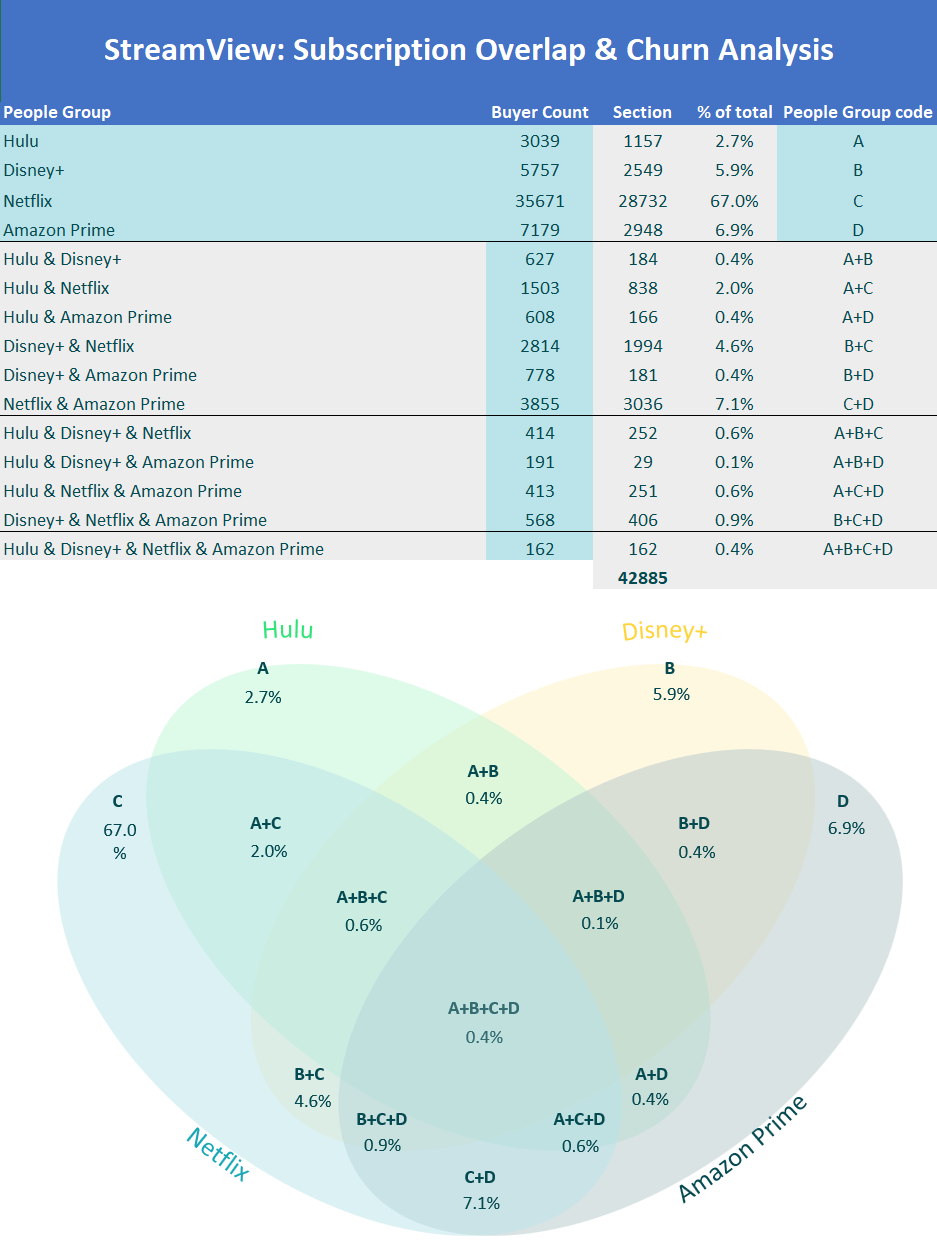 StreamView: Subscription Overlap & Churn Analysis
People Group Buyer Count Section % of total People Group code
Hulu 3039 1157 2.7% A
Disney+ 5757 2549 5.9% B
Netflix 35671 28732 67.0% C
Amazon Prime 7179 2948 6.9% D
Hulu & Disney+ 627 184 0.4% A+B
Hulu & Netflix 1503 838 2.0% A+C
Hulu & Amazon Prime 608 166 0.4% A+D
Disney+ & Netflix 2814 1994 4.6% B+C
Disney+ & Amazon Prime 778 181 0.4% B+D
Netflix & Amazon Prime 3855 3036 7.1% C+D
Hulu & Disney+ & Netflix 414 252 0.6% A+B+C
Hulu & Disney+ & Amazon Prime 191 29 0.1% A+B+D
Hulu & Netflix & Amazon Prime 413 251 0.6% A+C+D
Disney+ & Netflix & Amazon Prime 568 406 0.9% B+C+D
Hulu & Disney+ & Netflix & Amazon Prime 162 162 0.4% A+B+C+D
42885
Hulu
Disney+
A
2.7%
B
5.9%
A+B
0.4%
C
67.0
%
D
6.9%
A+C
2.0%
B+D
0.4%
A+B+C
0.6%
A+B+D
0.1%
A+B+C+D
0.4%
B+C
4.6%
A+D
0.4%
B+C+D
0.9%
A+C+D
0.6%
Netflix
Amazon Prime
C+D
7.1%